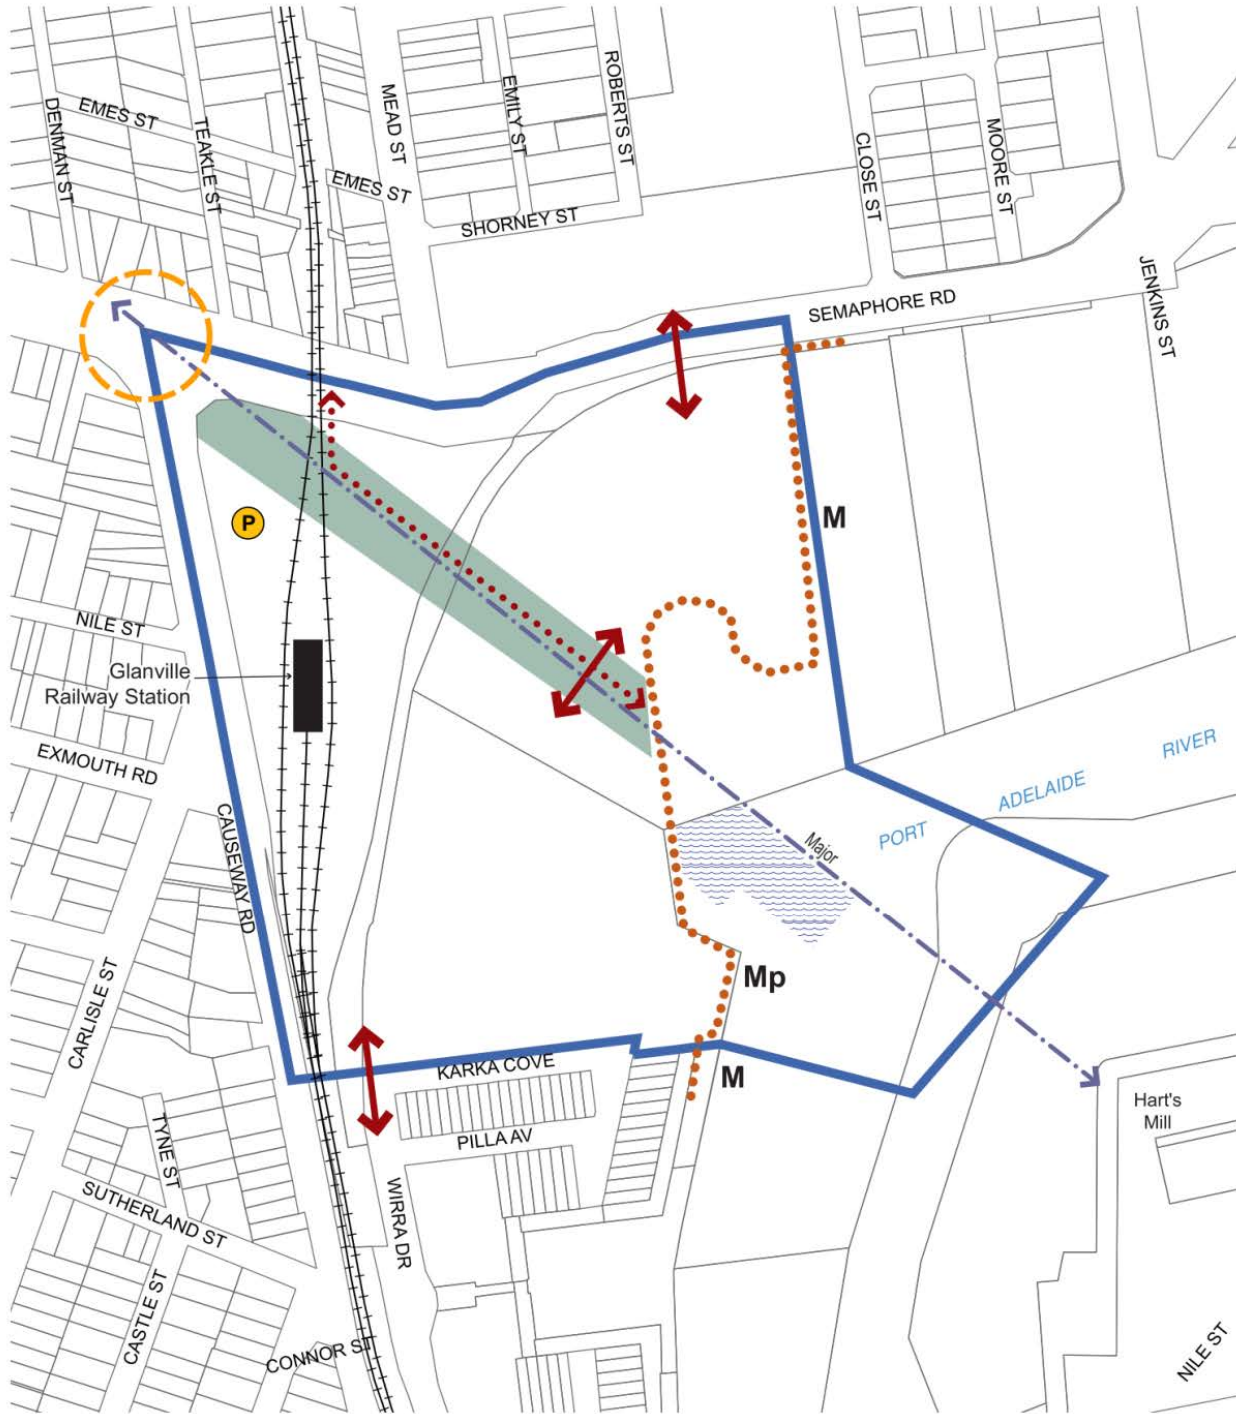 EMES ST
DENMAN ST
TEAKLE ST
MEAD ST
EMILY ST
ROBERTS ST
EMES ST
SHORNEY ST
CLOSE ST
MOORE ST
JENKINS ST
SEMAPHORE RD
M
P
NILE ST
Glanville
Railway Station
EXMOUTH RD
CAUSEWAY RD
RIVER
ADELAIDE
PORT
Major
CARLISLE ST
Mp
KARKA COVE
M
Hart's
Mill
PILLA AV
TYNE ST
SUTHERLAND ST
WIRRA DR
CASTLE ST
CONNOR ST
NILE ST